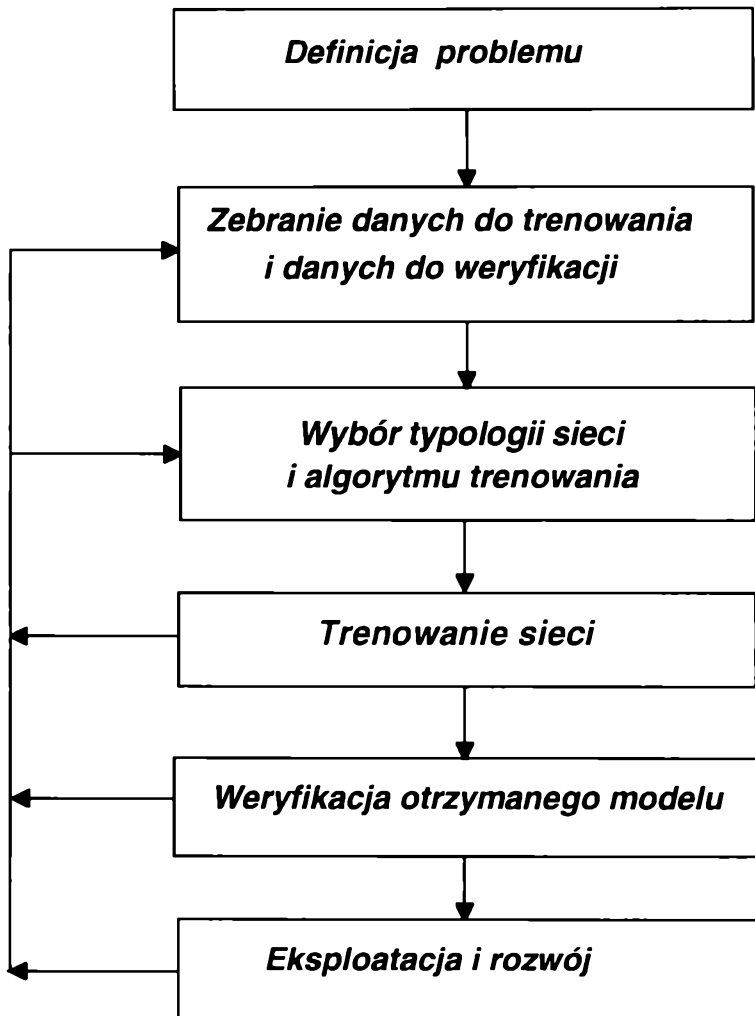 Definicja problemu
Zebranie danych do trenowania
i danych do weryfikacji
Wybór typologii sieci
i algorytmu trenowania
Trenowanie sieci
Weryfikacja otrzymanego modelu
Eksploatacja i rozwój